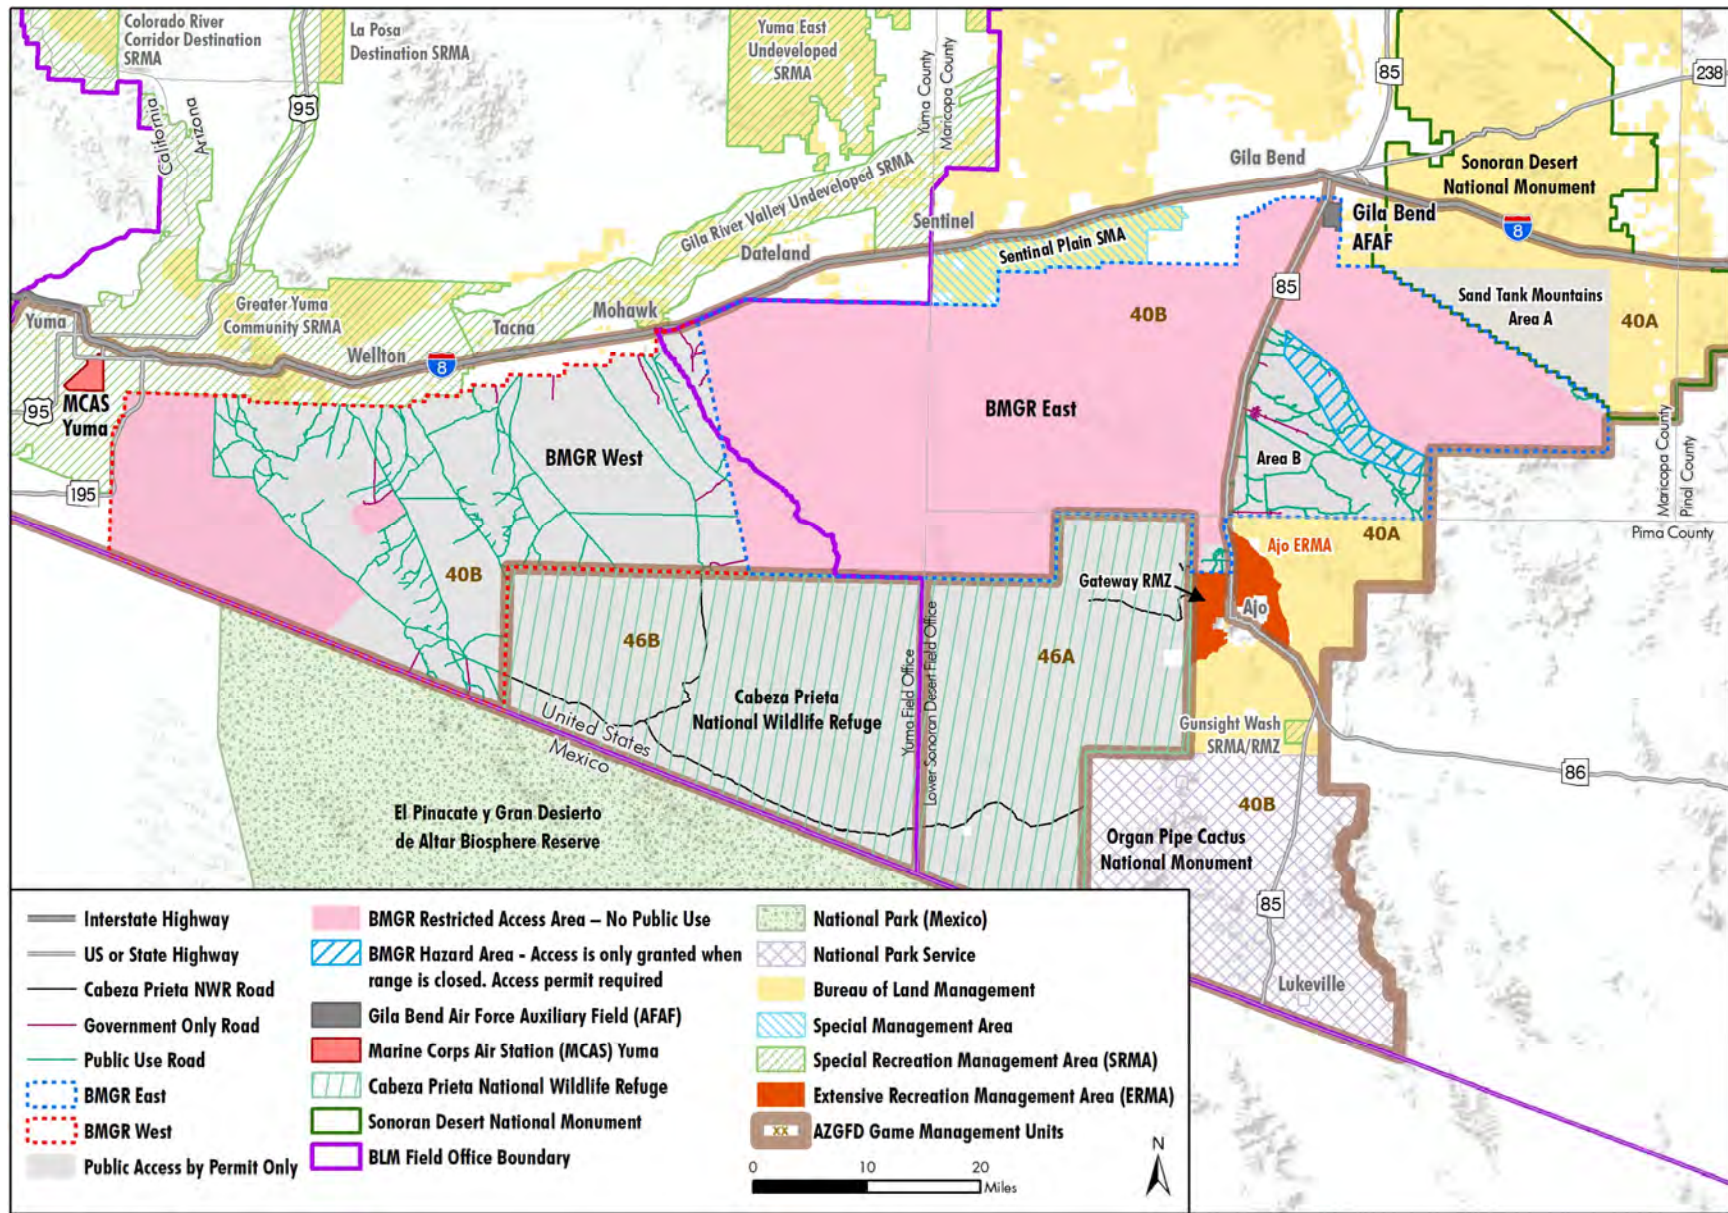 Colorado River
Corridor Destination
SRMA
La Posa
Destination SRMA
Yuma East
Undeveloped
SRMA
Yuma County
Maricopa County
85
238
95
California
Arizona
Gila Bend
Sonoran Desert
National Monument
Gila River Valley Undeveloped SRMA
Sentinel
Gila Bend
AFAF
8
Dateland
Sentinal Plain SMA
85
Sand Tank Mountains
Area A
40A
40B
Yuma
Greater Yuma
Community SRMA
Mohawk
Tacna
Wellton
8
95
MCAS
Yuma
BMGR East
BMGR West
Area B
Maricopa County
Pinal County
195
Pima County
40A
Ajo ERMA
40B
Gateway RMZ
Ajo
46B
46A
Yuma Field Office
Lower Sonoran Desert Field Office
Cabeza Prieta
National Wildlife Refuge
United States
Mexico
Gunsight Wash
SRMA/RMZ
86
El Pinacate y Gran Desierto
de Altar Biosphere Reserve
40B
Organ Pipe Cactus
National Monument
85
Lukeville
Interstate Highway
US or State Highway
Cabeza Prieta NWR Road
Government Only Road
Public Use Road
BMGR East
BMGR West
Public Access by Permit Only
BMGR Restricted Access Area – No Public Use
BMGR Hazard Area - Access is only granted when
range is closed. Access permit required
Gila Bend Air Force Auxiliary Field (AFAF)
Marine Corps Air Station (MCAS) Yuma
Cabeza Prieta National Wildlife Refuge
Sonoran Desert National Monument
BLM Field Office Boundary
National Park (Mexico)
National Park Service
Bureau of Land Management
Special Management Area
Special Recreation Management Area (SRMA)
Extensive Recreation Management Area (ERMA)
XX AZGFD Game Management Units
0 10 20
Miles
N